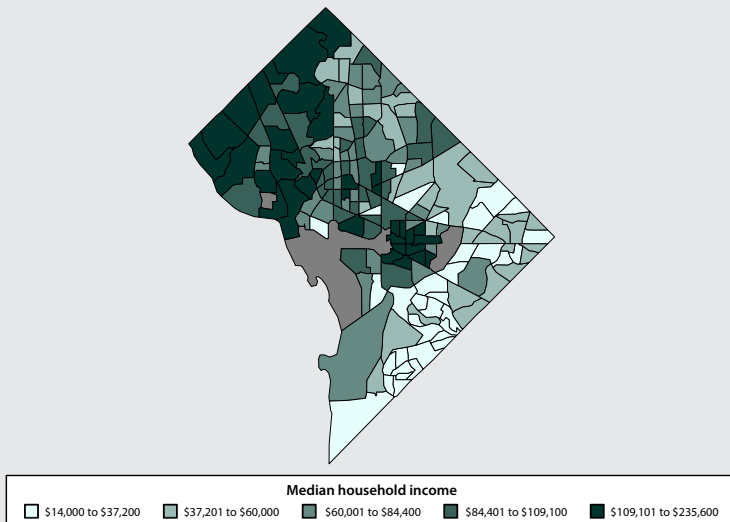 Median household income
$14,000 to $37,200 $37,201 to $60,000 $60,001 to $84,400 $84,401 to $109,100 $109,101 to $235,600